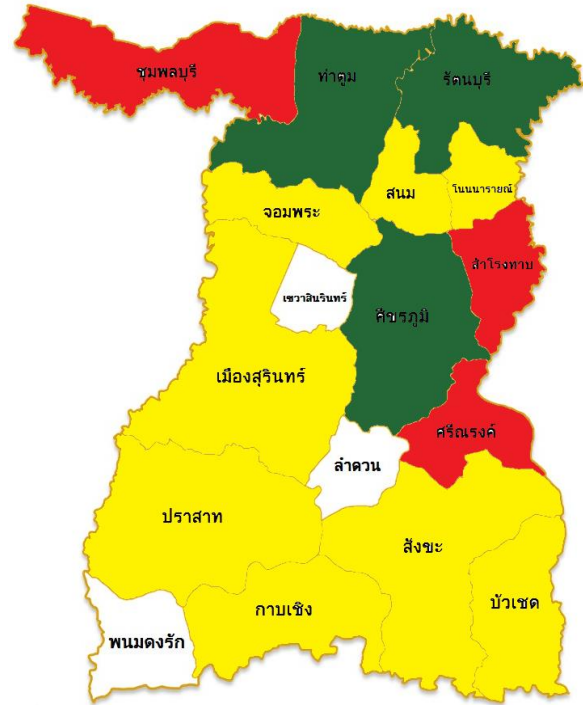 ชุมพลบุรี
ท่าตูม
รัตนบุรี
สนม
โนนนารายณ์
จอมพระ
สำโรงทาบ
เขวาสินรินทร์
ศีขรภูมิ
เมืองสุรินทร์
ศรีณรงค์
ลำดวน
ปราสาท
สังขะ
บัวเชด
กาบเชิง
พนมดงรัก